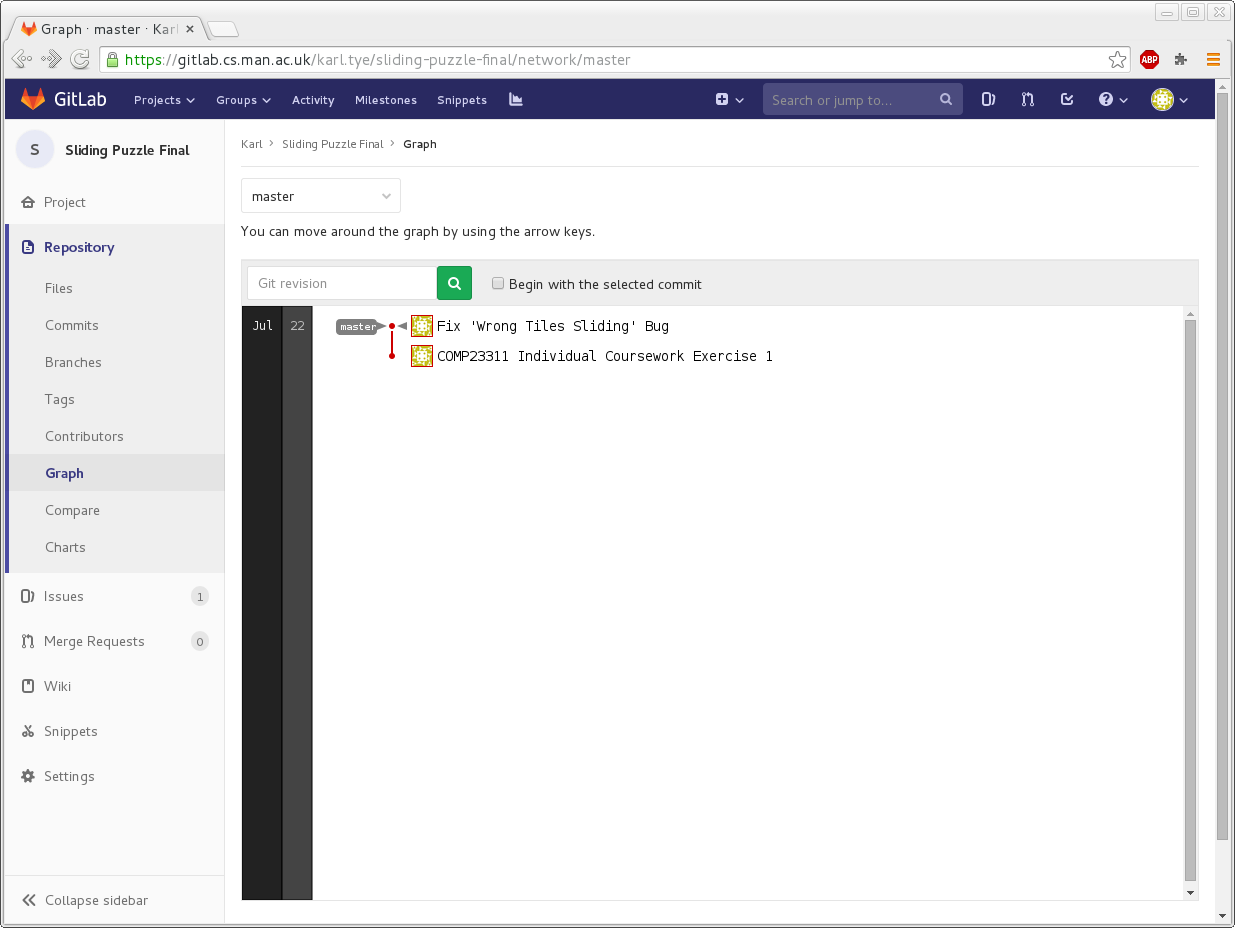 Graph · master · Karl
https://gitlab.cs.man.ac.uk/karl.tye/sliding-puzzle-final/network/master
ABP
GitLab Projects Groups Activity Milestones Snippets Search or jump to...
S Sliding Puzzle Final
Project
Repository
Files
Commits
Branches
Tags
Contributors
Graph
Compare
Charts
Issues 1
Merge Requests 0
Wiki
Snippets
Settings
Collapse sidebar
Karl > Sliding Puzzle Final > Graph
master
You can move around the graph by using the arrow keys.
Git revision Begin with the selected commit
Jul 22 master Fix 'Wrong Tiles Sliding' Bug
COMP23311 Individual Coursework Exercise 1